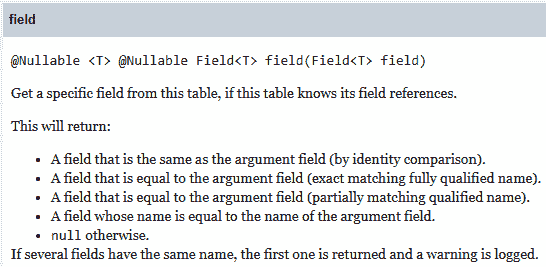 field
@Nullable <T> @Nullable Field<T> field(Field<T> field)
Get a specific field from this table, if this table knows its field references.
This will return:
• A field that is the same as the argument field (by identity comparison).
• A field that is equal to the argument field (exact matching fully qualified name).
• A field that is equal to the argument field (partially matching qualified name).
• A field whose name is equal to the name of the argument field.
• null otherwise.
If several fields have the same name, the first one is returned and a warning is logged.